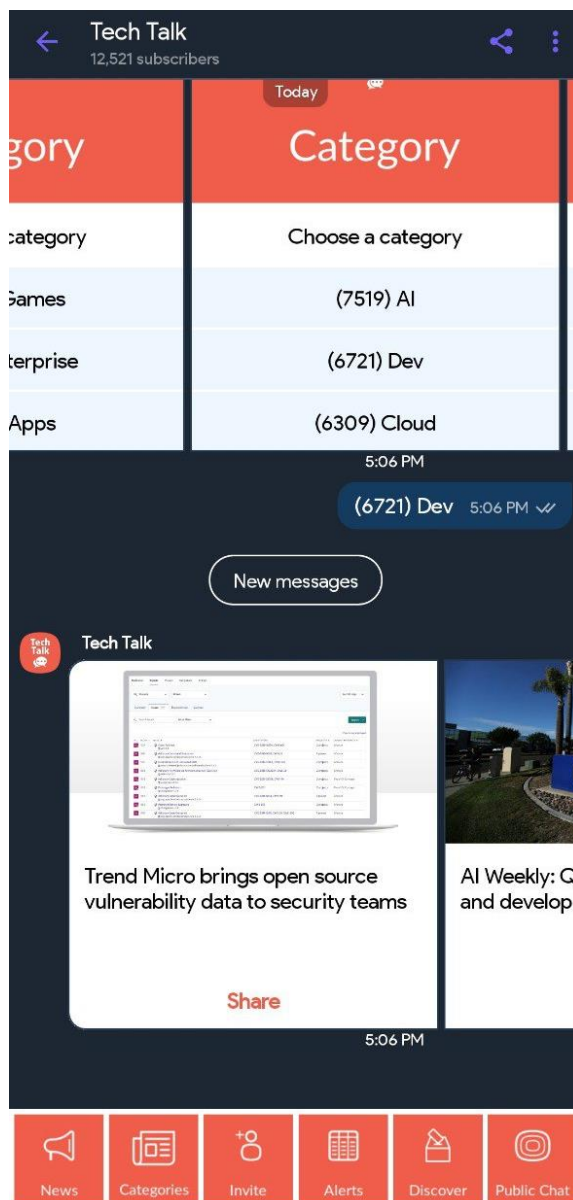 Tech Talk
12,521 subscribers
Today
gory
Category
category
Choose a category
Games
(7519) AI
terprise
(6721) Dev
Apps
(6309) Cloud
5:06 PM
(6721) Dev 5:06 PM
New messages
Tech
Talk
Tech Talk
Trend Micro brings open source
vulnerability data to security teams
AI Weekly: Q
and develop
Share
5:06 PM
News
Categories
Invite
Alerts
Discover
Public Chat